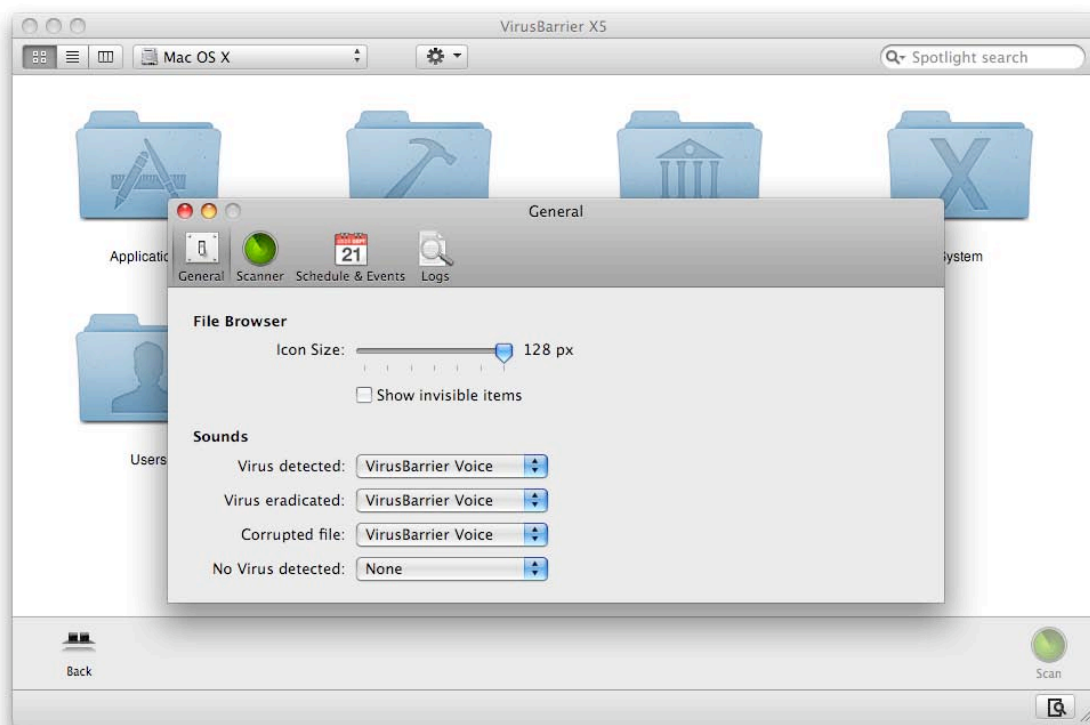 VirusBarrier X5
Mac OS X
Spotlight search
General
General Scanner Schedule & Events Logs
21
File Browser
Icon Size: 128 px
Show invisible items
Sounds
Virus detected: VirusBarrier Voice
Virus eradicated: VirusBarrier Voice
Corrupted file: VirusBarrier Voice
No Virus detected: None
Users
Back
Scan